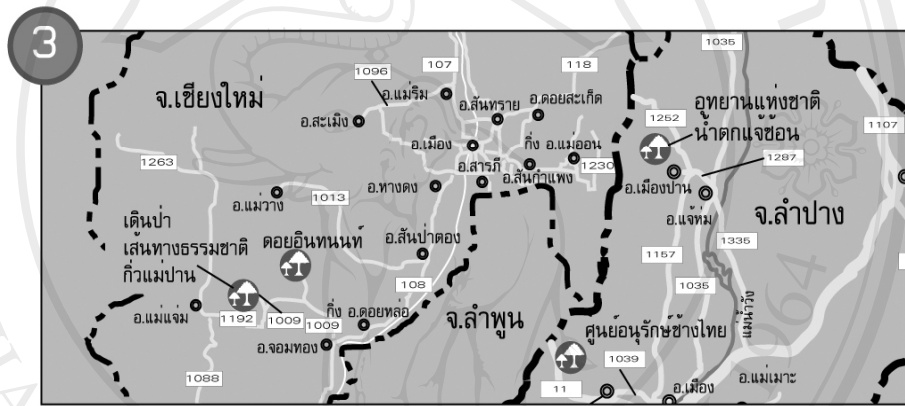 3
1035
107
118
1096
อ.แม่ริม
จ.เชียงใหม่
อ.สันทราย
อ.ดอยสะเก็ด
อุทยานแห่งชาติ
น้ำตกแจ้ซ้อน
1252
1107
อ.สะเมิง
อ.เมือง
กิ่ง อ.แม่ออน
1287
1263
อ.สารภี
1230
อ.สันกำแพง
อ.เมืองปาน
อ.แม่วาง
1013
อ.หางดง
อ.แจ้ห่ม
จ.ลำปาง
เดินป่า
เส้นทางธรรมชาติ
กิ่วแม่ปาน
ดอยอินทนนท์
อ.สันป่าตอง
1335
1157
108
1035
อ.แม่แจ่ม
1192
1009
1009
กิ่ง อ.ดอยหล่อ
จ.ลำพูน
แม่น้ำวัง
ศูนย์อนุรักษ์ช้างไทย
อ.จอมทอง
1039
1088
11
อ.เมือง
อ.แม่เมาะ